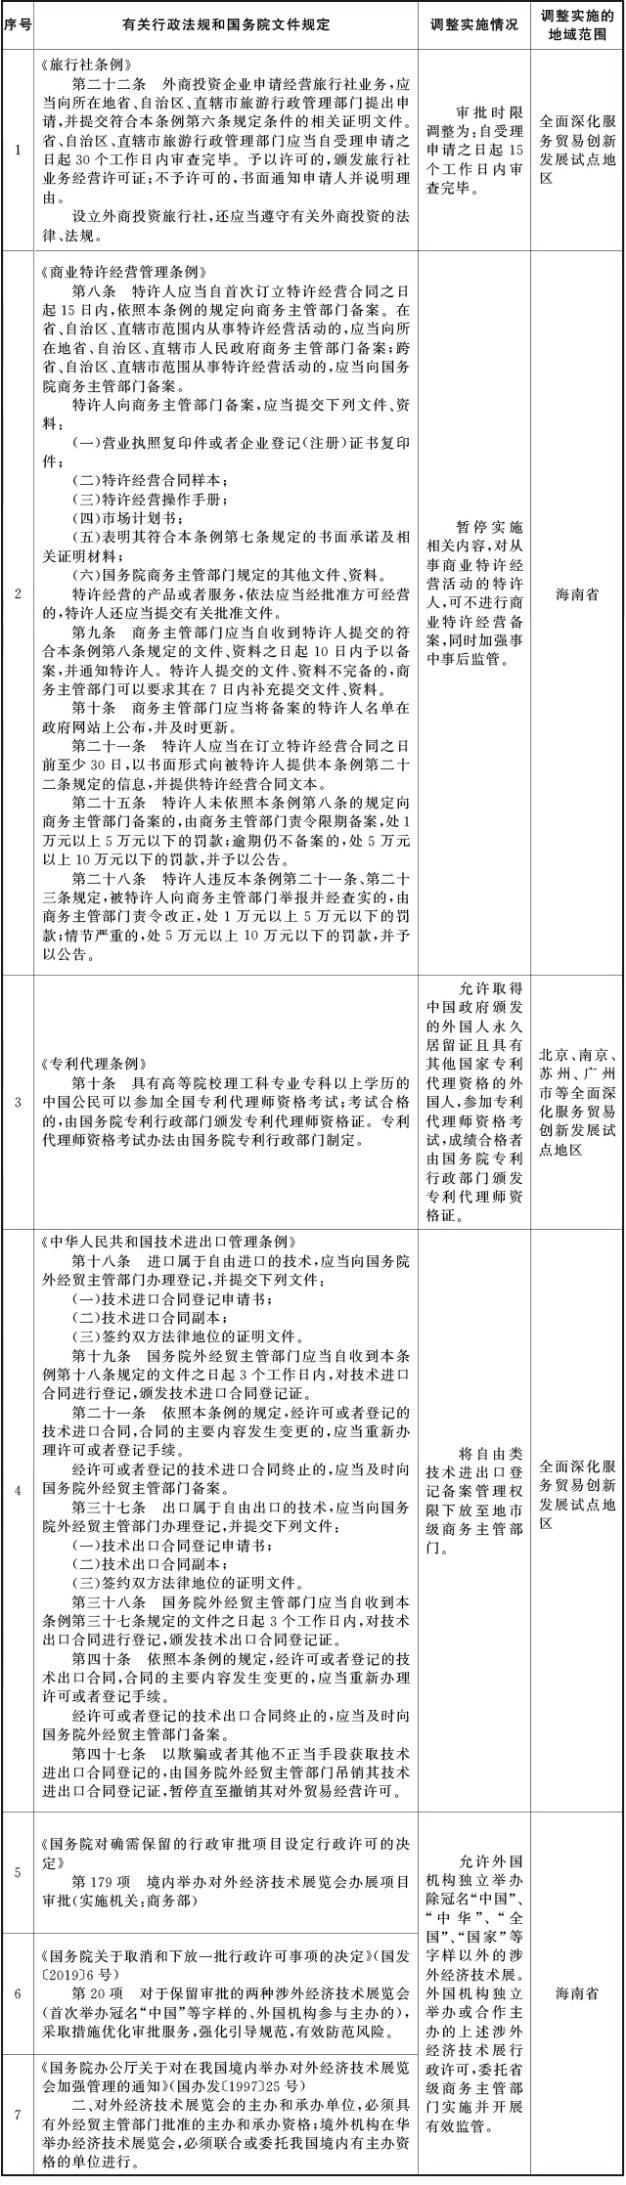 序号
有关行政法规和国务院文件规定
调整实施情况
调整实施的
地域范围
1
《旅行社条例》
第二十二条　外商投资企业申请经营旅行社业务,应
当向所在地省、自治区、直辖市旅游行政管理部门提出申
请,并提交符合本条例第六条规定条件的相关证明文件。
省、自治区、直辖市旅游行政管理部门应当自受理申请之
日起 30 个工作日内审查完毕。予以许可的,颁发旅行社
业务经营许可证;不予许可的,书面通知申请人并说明理
由。
设立外商投资旅行社,还应当遵守有关外商投资的法
律、法规。
审批时限
调整为:自受理
申请之日起 15
个工作日内审
查完毕。
全面深化服
务贸易创新
发展试点地
区
2
《商业特许经营管理条例》
第八条　特许人应当自首次订立特许经营合同之日
起 15 日内,依照本条例的规定向商务主管部门备案。在
省、自治区、直辖市范围内从事特许经营活动的,应当向所
在地省、自治区、直辖市人民政府商务主管部门备案;跨
省、自治区、直辖市范围从事特许经营活动的,应当向国务
院商务主管部门备案。
特许人向商务主管部门备案,应当提交下列文件、资
料:
(一)营业执照复印件或者企业登记(注册)证书复印
件;
(二)特许经营合同样本;
(三)特许经营操作手册;
(四)市场计划书;
(五)表明其符合本条例第七条规定的书面承诺及相
关证明材料;
(六)国务院商务主管部门规定的其他文件、资料。
特许经营的产品或者服务,依法应当经批准方可经营
的,特许人还应当提交有关批准文件。
第九条　商务主管部门应当自收到特许人提交的符
合本条例第八条规定的文件、资料之日起 10 日内予以备
案,并通知特许人。特许人提交的文件、资料不完备的,商
务主管部门可以要求其在 7 日内补充提交文件、资料。
第十条　商务主管部门应当将备案的特许人名单在
政府网站上公布,并及时更新。
第二十一条　特许人应当在订立特许经营合同之日
前至少 30 日,以书面形式向被特许人提供本条例第二十
二条规定的信息,并提供特许经营合同文本。
第二十五条　特许人未依照本条例第八条的规定向
商务主管部门备案的,由商务主管部门责令限期备案,处 1
万元以上 5 万元以下的罚款;逾期仍不备案的,处 5 万元
以上 10 万元以下的罚款,并予以公告。
第二十八条　特许人违反本条例第二十一条、第二十
三条规定,被特许人向商务主管部门举报并经查实的,由
商务主管部门责令改正,处 1 万元以上 5 万元以下的罚
款;情节严重的,处 5 万元以上 10 万元以下的罚款,并予
以公告。
暂停实施
相关内容,对从
事商业特许经
营活动的特许
人,可不进行商
业特许经营备
案,同时加强事
中事后监管。
海南省
3
《专利代理条例》
第十条　具有高等院校理工科专业专科以上学历的
中国公民可以参加全国专利代理师资格考试;考试合格
的,由国务院专利行政部门颁发专利代理师资格证。专利
代理师资格考试办法由国务院专利行政部门制定。
允许取得
中国政府颁发
的外国人永久
居留证且具有
其他国家专利
代理资格的外
国人,参加专利
代理师资格考
试,成绩合格者
由国务院专利
行政部门颁发
专利代理师资
格证。
北京、南京、
苏州、广州
市等全面深
化服务贸易
创新发展试
点地区
4
《中华人民共和国技术进出口管理条例》
第十八条　进口属于自由进口的技术,应当向国务院
外经贸主管部门办理登记,并提交下列文件:
(一)技术进口合同登记申请书;
(二)技术进口合同副本;
(三)签约双方法律地位的证明文件。
第十九条　国务院外经贸主管部门应当自收到本条
例第十八条规定的文件之日起 3 个工作日内,对技术进口
合同进行登记,颁发技术进口合同登记证。
第二十一条　依照本条例的规定,经许可或者登记的
技术进口合同,合同的主要内容发生变更的,应当重新办
理许可或者登记手续。
经许可或者登记的技术进口合同终止的,应当及时向
国务院外经贸主管部门备案。
第三十七条　出口属于自由出口的技术,应当向国务
院外经贸主管部门办理登记,并提交下列文件:
(一)技术出口合同登记申请书;
(二)技术出口合同副本;
(三)签约双方法律地位的证明文件。
第三十八条　国务院外经贸主管部门应当自收到本
条例第三十七条规定的文件之日起 3 个工作日内,对技术
出口合同进行登记,颁发技术出口合同登记证。
第四十条　依照本条例的规定,经许可或者登记的技
术出口合同,合同的主要内容发生变更的,应当重新办理
许可或者登记手续。
经许可或者登记的技术出口合同终止的,应当及时向
国务院外经贸主管部门备案。
第四十七条　以欺骗或者其他不正当手段获取技术
进出口合同登记的,由国务院外经贸主管部门吊销其技术
进出口合同登记证,暂停直至撤销其对外贸易经营许可。
将自由类
技术进出口登
记备案管理权
限下放至地市
级商务主管部
门。
全面深化服
务贸易创新
发展试点地
区
5
《国务院对确需保留的行政审批项目设定行政许可的决
定》
第 179 项　境内举办对外经济技术展览会办展项目
审批(实施机关:商务部)
6
《国务院关于取消和下放一批行政许可事项的决定》(国发
〔2019〕6 号)
第 20 项　对于保留审批的两种涉外经济技术展览会
(首次举办冠名“中国”等字样的、外国机构参与主办的),
采取措施优化审批服务,强化引导规范,有效防范风险。
7
《国务院办公厅关于对在我国境内举办对外经济技术展览
会加强管理的通知》(国办发〔1997〕25 号)
二、对外经济技术展览会的主办和承办单位,必须具
有外经贸主管部门批准的主办和承办资格;境外机构在华
举办经济技术展览会,必须联合或委托我国境内有主办资
格的单位进行。
允许外国
机构独立举办
除冠名“中国”、
“中华”、“全
国”、“国家”等
字样以外的涉
外经济技术展。
外国机构独立
举办或合作主
办的上述涉外
经济技术展行
政许可,委托省
级商务主管部
门实施并开展
有效监管。
海南省